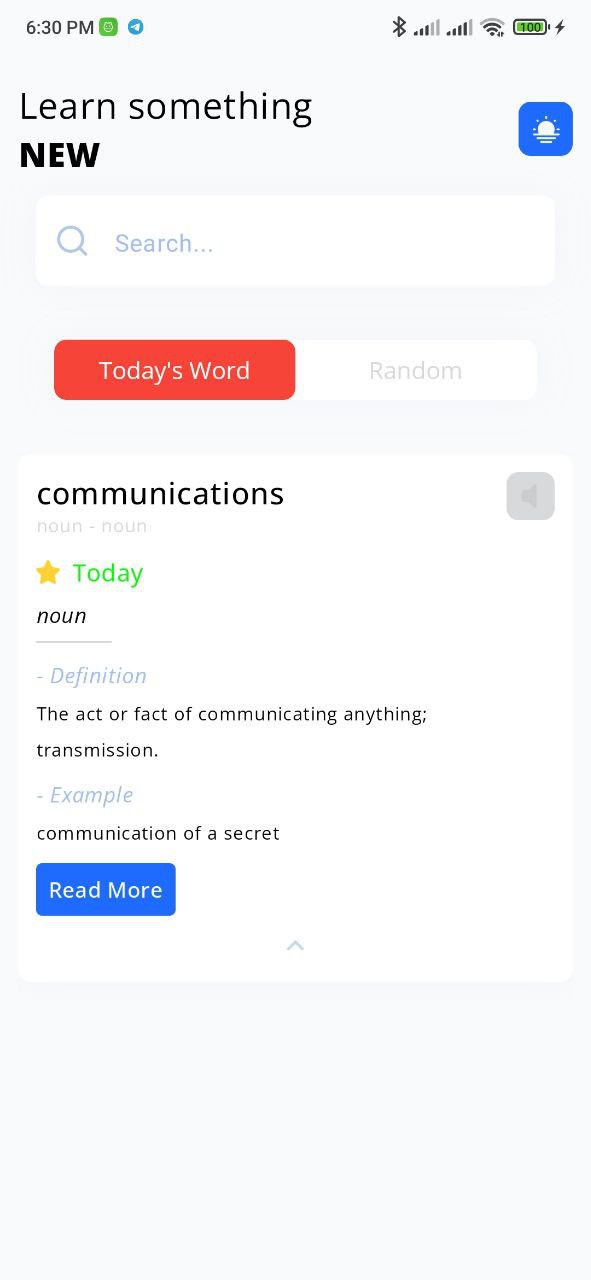 6:30 PM
100
Learn something
NEW
Search...
Today's Word
Random
communications
noun - noun
Today
noun
- Definition
The act or fact of communicating anything;
transmission.
- Example
communication of a secret
Read More